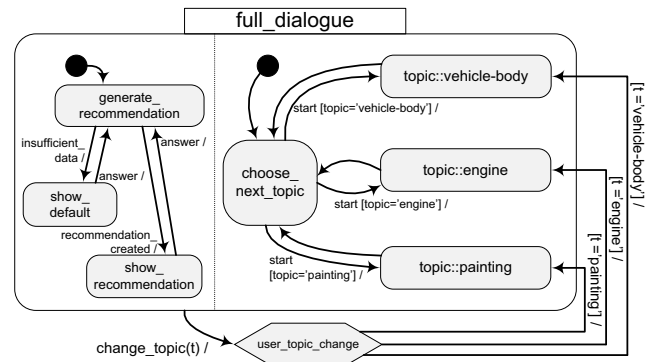 full_dialogue
generate_
recommendation
insufficient_
data /
answer /
answer /
show_
default
recommendation_
created /
show_
recommendation
choose_
next_topic
topic::vehicle-body
start [topic='vehicle-body'] /
topic::engine
start [topic='engine'] /
start
[topic='painting'] /
topic::painting
change_topic(t) /
user_topic_change
[t ='painting'] /
[t ='engine'] /
[t ='vehicle-body'] /